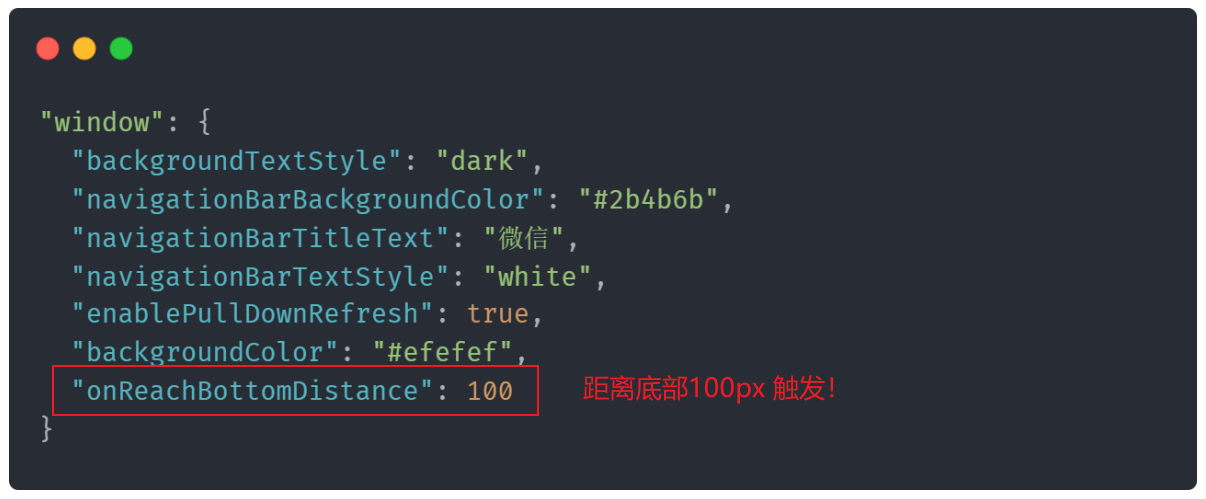 "window": {
"backgroundTextStyle": "dark",
"navigationBarBackgroundColor": "#2b4b6b",
"navigationBarTitleText": "微信",
"navigationBarTextStyle": "white",
"enablePullDownRefresh": true,
"backgroundColor": "#efefef",
"onReachBottomDistance": 100 距离底部100px 触发！
}